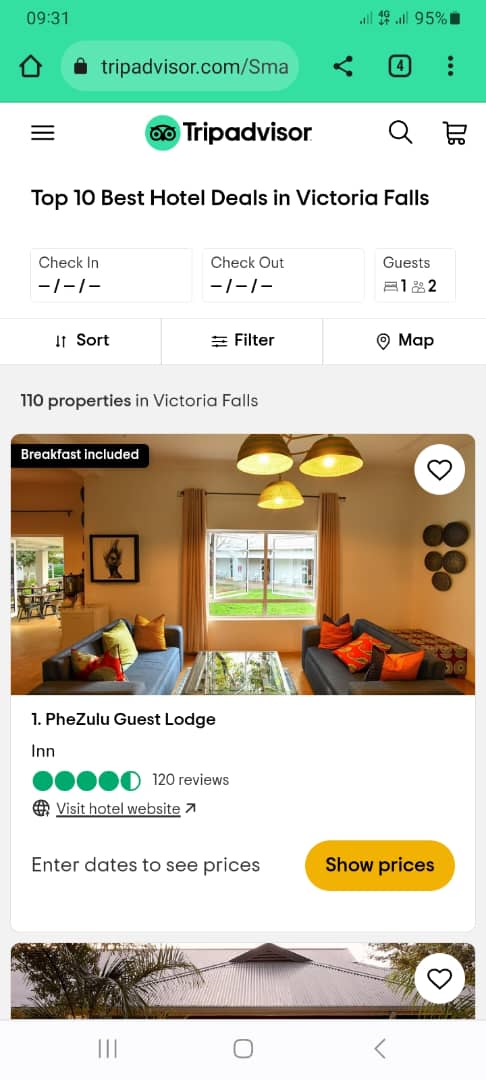 09:31
4G
95%
tripadvisor.com/Sma
4
Tripadvisor
Top 10 Best Hotel Deals in Victoria Falls
Check In
Check Out
Guests
– / – / –
– / – / –
1 2
Sort
Filter
Map
110 properties in Victoria Falls
Breakfast included
1. PheZulu Guest Lodge
Inn
120 reviews
Visit hotel website
Enter dates to see prices
Show prices